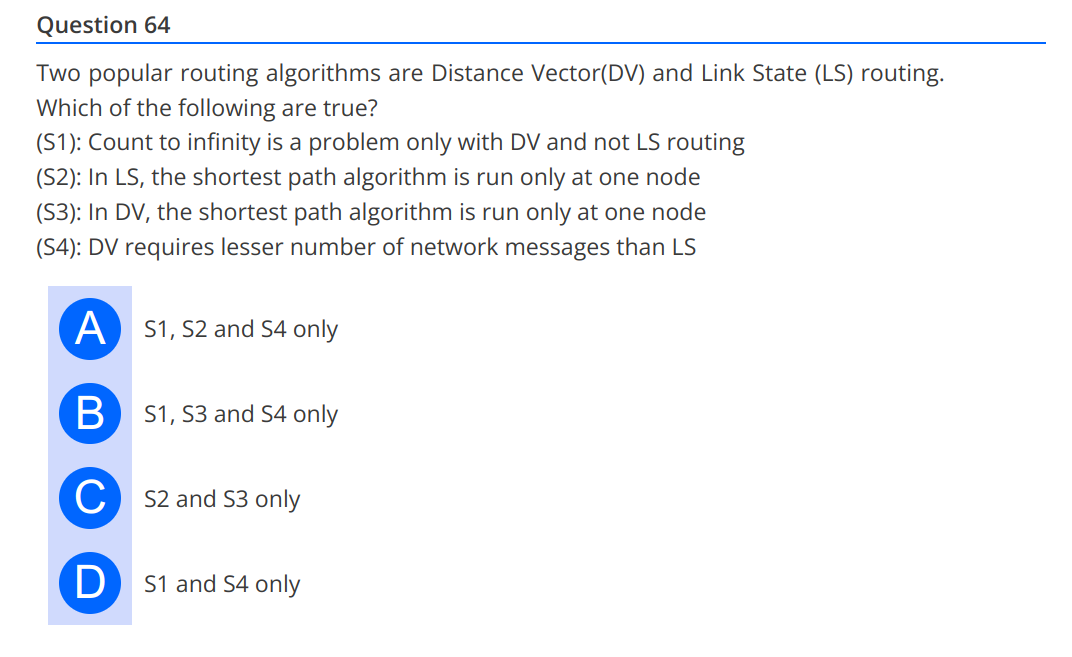 Question 64
Two popular routing algorithms are Distance Vector(DV) and Link State (LS) routing.
Which of the following are true?
(S1): Count to infinity is a problem only with DV and not LS routing
(S2): In LS, the shortest path algorithm is run only at one node
(S3): In DV, the shortest path algorithm is run only at one node
(S4): DV requires lesser number of network messages than LS
A S1, S2 and S4 only
B S1, S3 and S4 only
C S2 and S3 only
D S1 and S4 only